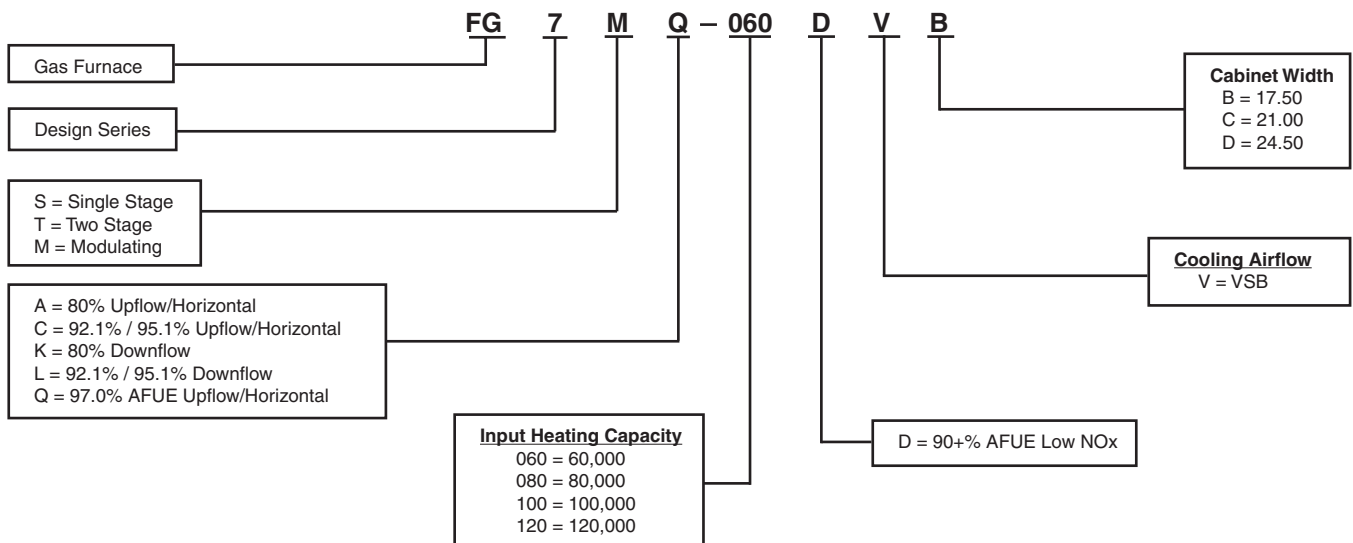 FG 7 M Q – 060 D V B
Gas Furnace
Design Series
S = Single Stage
T = Two Stage
M = Modulating
A = 80% Upflow/Horizontal
C = 92.1% / 95.1% Upflow/Horizontal
K = 80% Downflow
L = 92.1% / 95.1% Downflow
Q = 97.0% AFUE Upflow/Horizontal
Input Heating Capacity
060 = 60,000
080 = 80,000
100 = 100,000
120 = 120,000
D = 90+% AFUE Low NOx
Cooling Airflow
V = VSB
Cabinet Width
B = 17.50
C = 21.00
D = 24.50